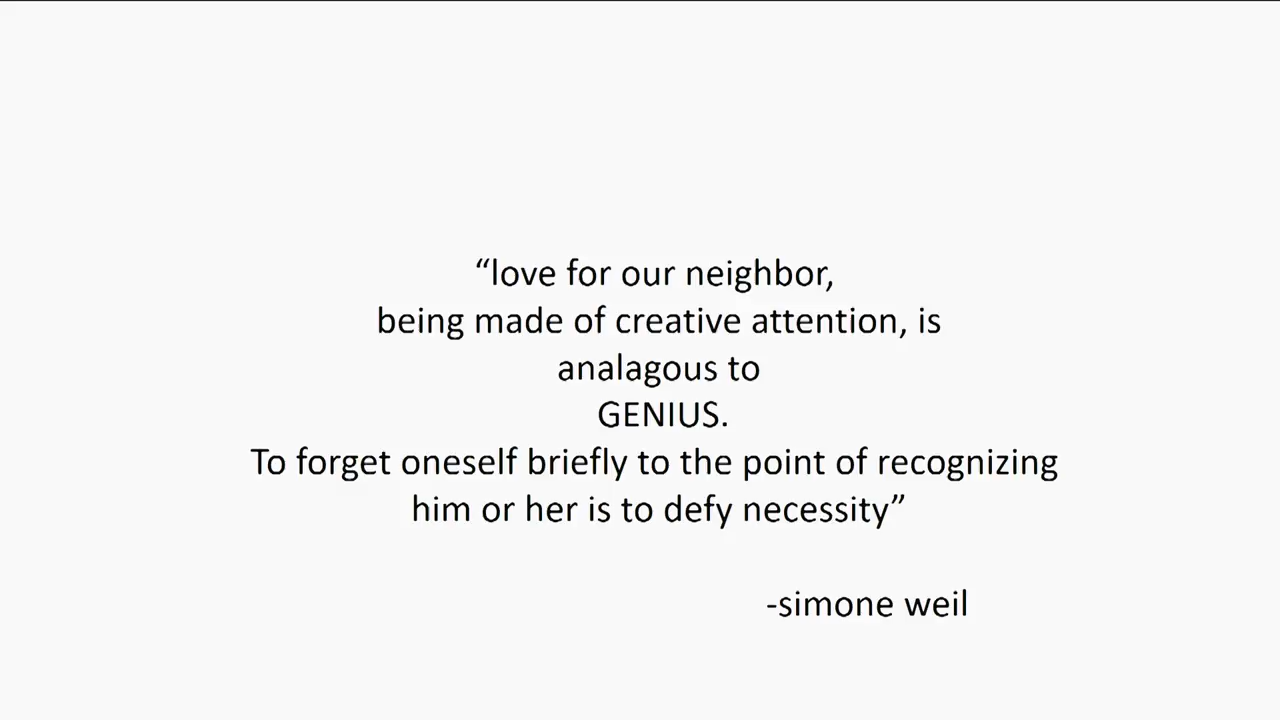 “love for our neighbor,
being made of creative attention, is
analagous to
GENIUS.
To forget oneself briefly to the point of recognizing
him or her is to defy necessity”
-simone weil